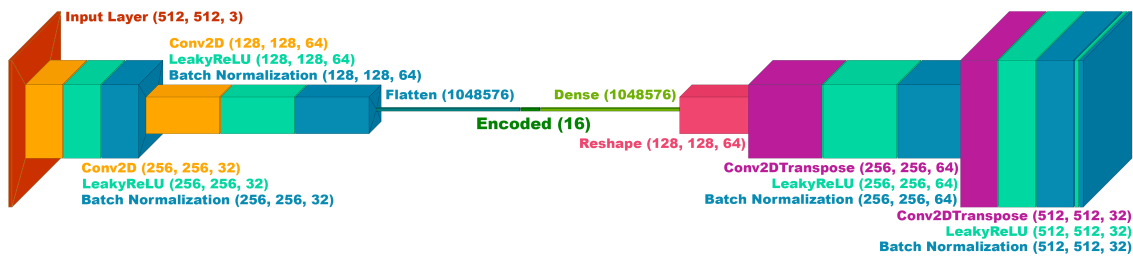 Input Layer (512, 512, 3)
Conv2D (128, 128, 64)
LeakyReLU (128, 128, 64)
Batch Normalization (128, 128, 64)
Flatten (1048576)
Dense (1048576)
Encoded (16)
Reshape (128, 128, 64)
Conv2D (256, 256, 32)
LeakyReLU (256, 256, 32)
Batch Normalization (256, 256, 32)
Conv2DTranspose (256, 256, 64)
LeakyReLU (256, 256, 64)
Batch Normalization (256, 256, 64)
Conv2DTranspose (512, 512, 32)
LeakyReLU (512, 512, 32)
Batch Normalization (512, 512, 32)